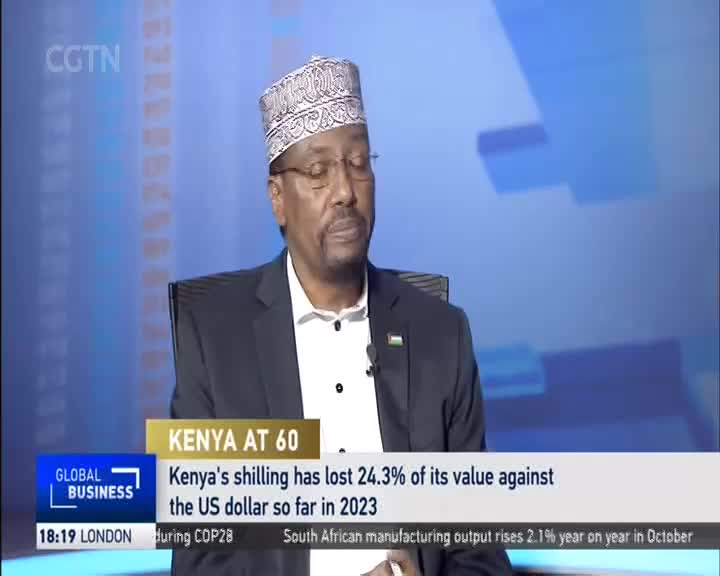 CGTN
KENYA AT 60
GLOBAL
BUSINESS
Kenya's shilling has lost 24.3% of its value against
the US dollar so far in 2023
18:19 LONDON
during COP28 South African manufacturing output rises 2.1% year on year in October